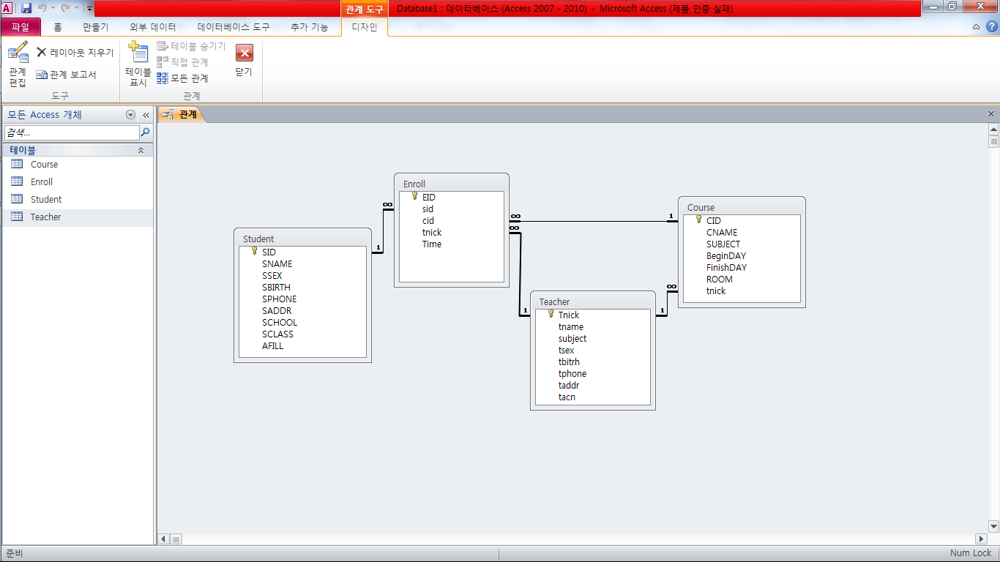 관계 도구
Database1 : 데이터베이스 (Access 2007 - 2010) - Microsoft Access (제품 인증 실패)
파일 홈 만들기 외부 데이터 데이터베이스 도구 추가 기능 디자인
관계 편집
레이아웃 지우기
관계 보고서
도구
테이블 표시
테이블 숨기기
직접 관계
모든 관계
닫기
관계
모든 Access 개체
검색...
테이블
Course
Enroll
Student
Teacher
관계
Student
SID
SNAME
SSEX
SBIRTH
SPHONE
SADDR
SCHOOL
SCLASS
AFILL
1
∞
Enroll
EID
sid
cid
tnick
Time
∞
∞
1
1
Teacher
Tnick
tname
subject
tsex
tbitrh
tphone
taddr
tacn
1
∞
Course
CID
CNAME
SUBJECT
BeginDAY
FinishDAY
ROOM
tnick
준비
Num Lock